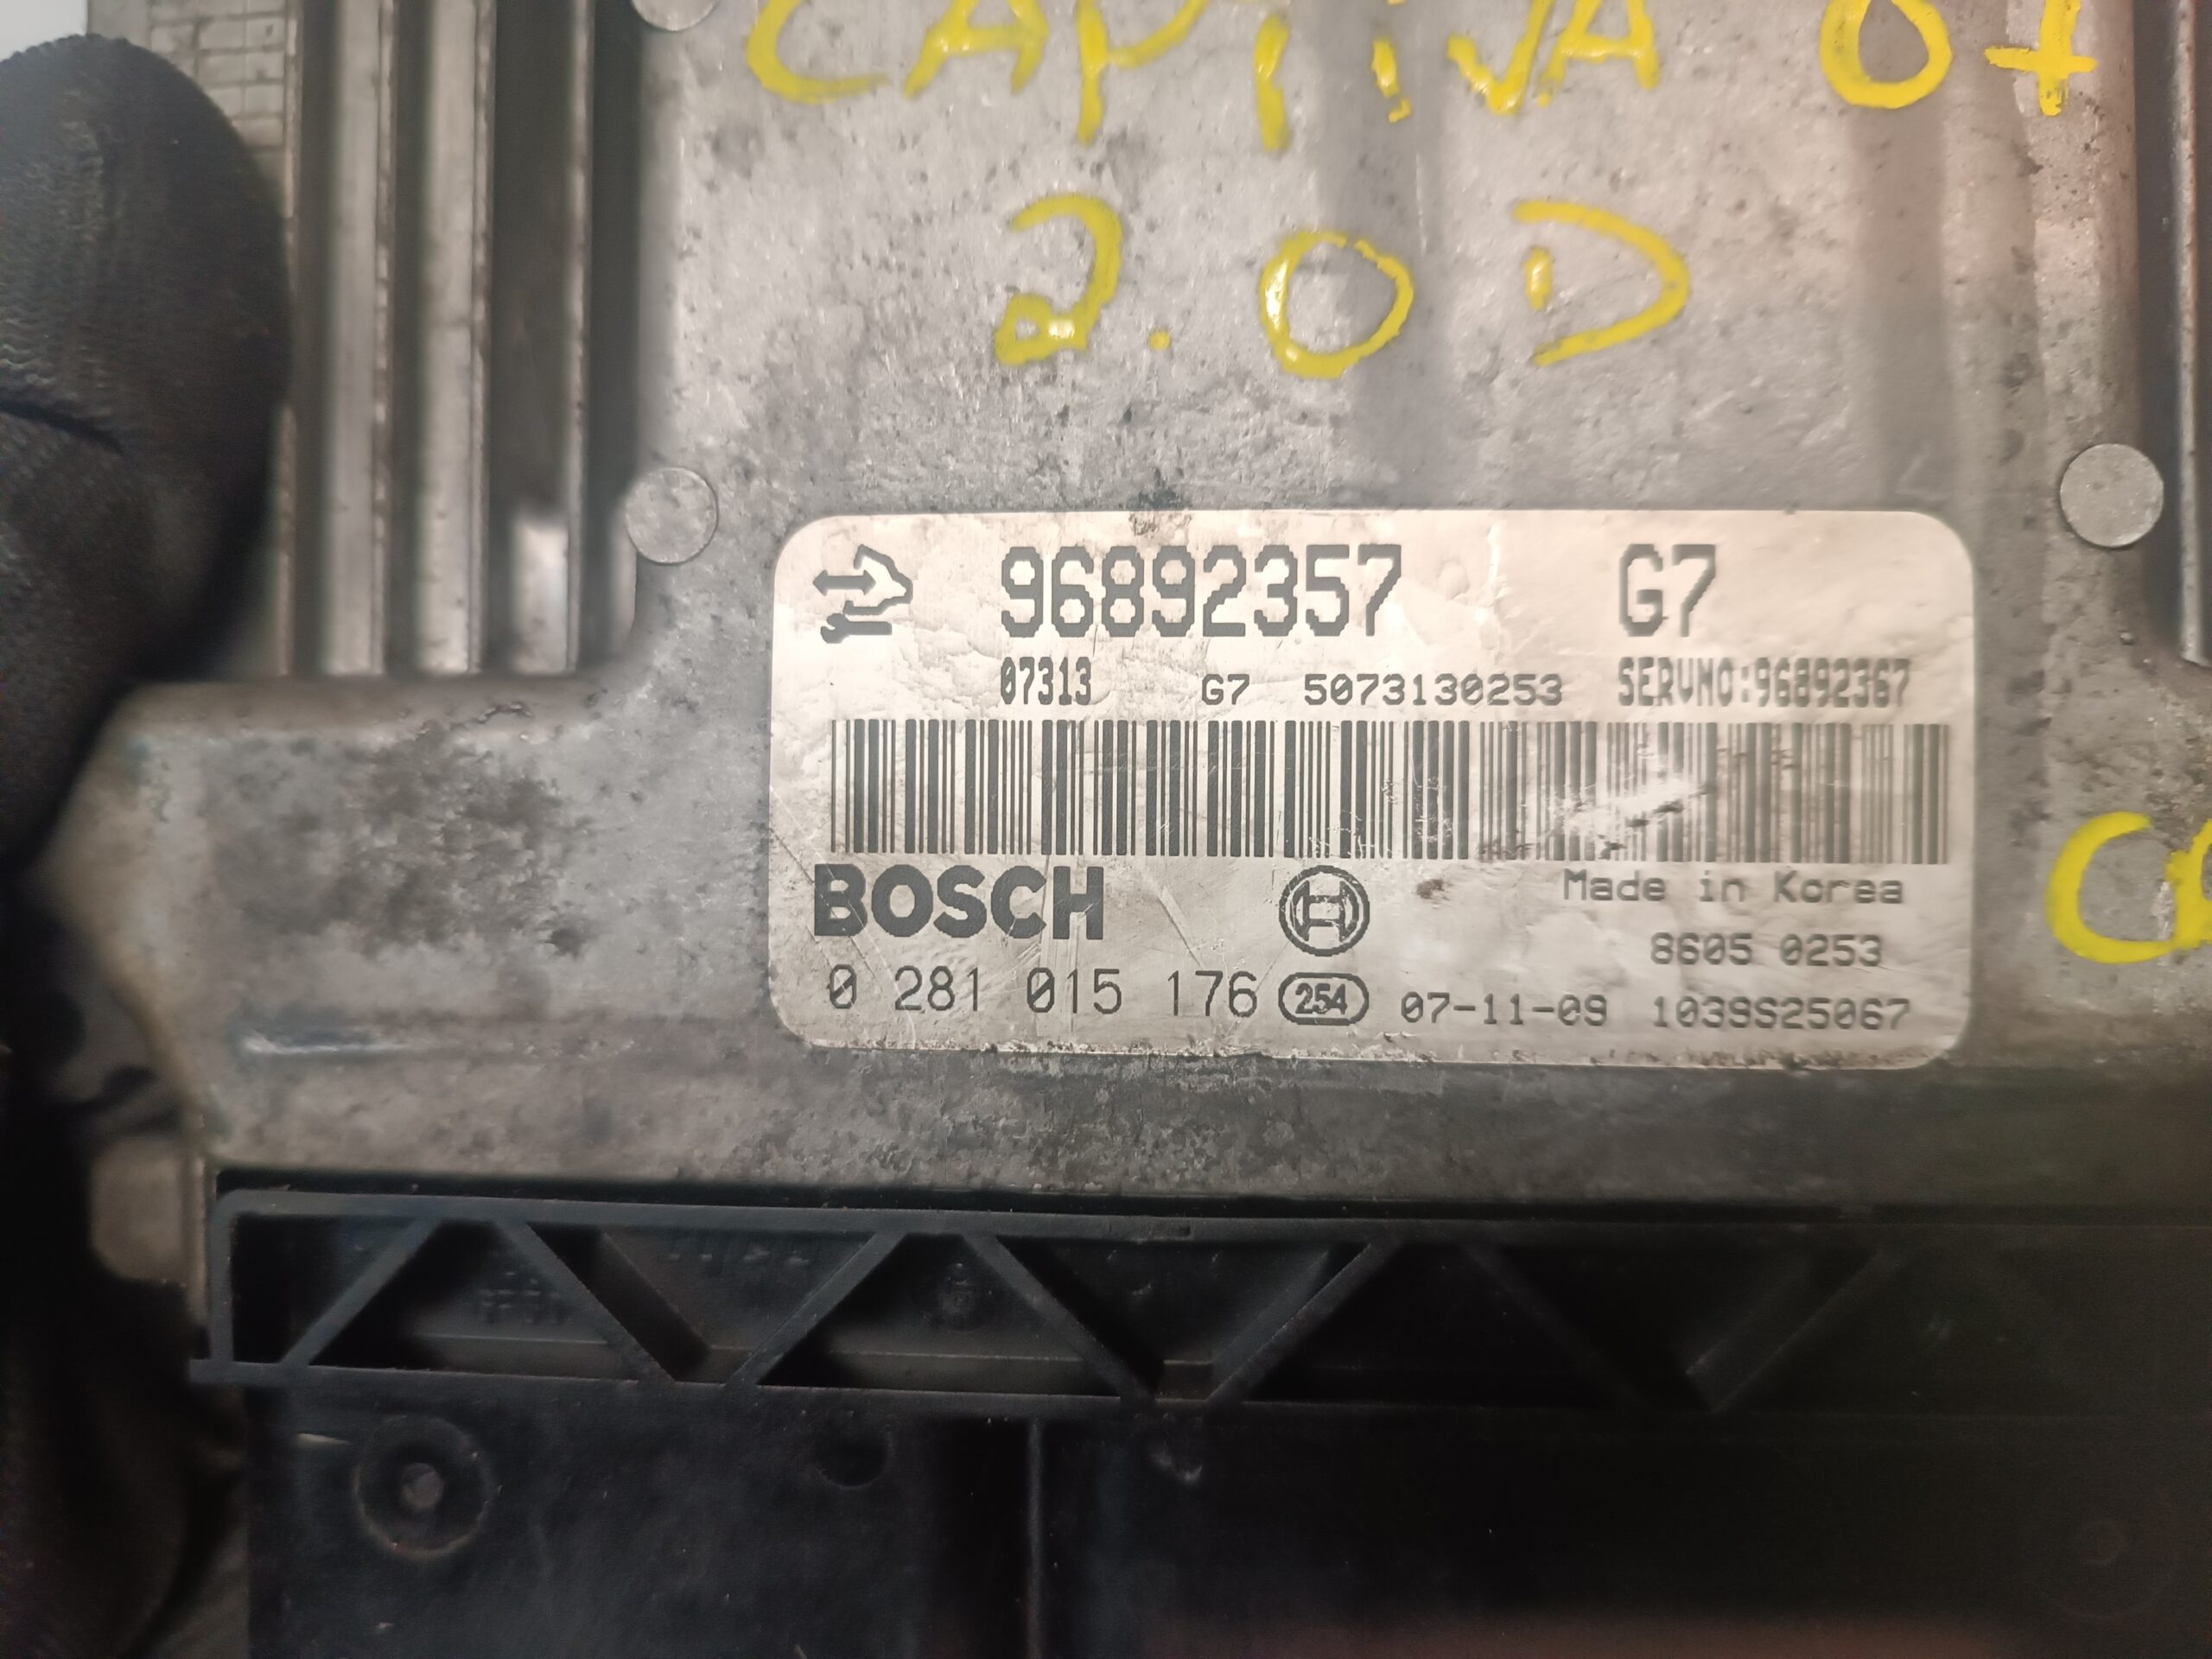 CAPTiVA 07
2.0D
96892357 G7
07313 G7 5073130253 SERVNO:96892367
BOSCH Made in Korea
8605 0253
0 281 015 176 254 07-11-09 1039S25067